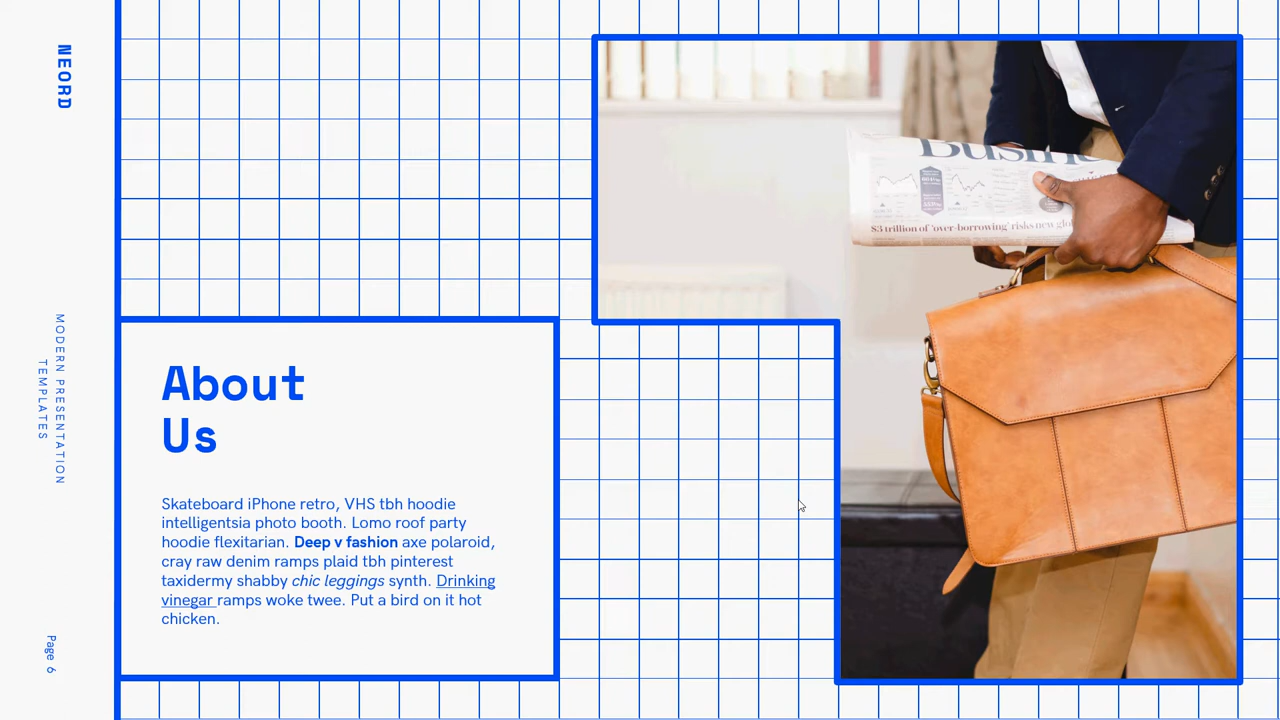 NEORD
MODERN PRESENTATION
TEMPLATES
Page 6
About
Us
Skateboard iPhone retro, VHS tbh hoodie
intelligentsia photo booth. Lomo roof party
hoodie flexitarian. Deep v fashion axe polaroid,
cray raw denim ramps plaid tbh pinterest
taxidermy shabby chic leggings synth. Drinking
vinegar ramps woke twee. Put a bird on it hot
chicken.
$3 trillion of 'over-borrowing' risks new